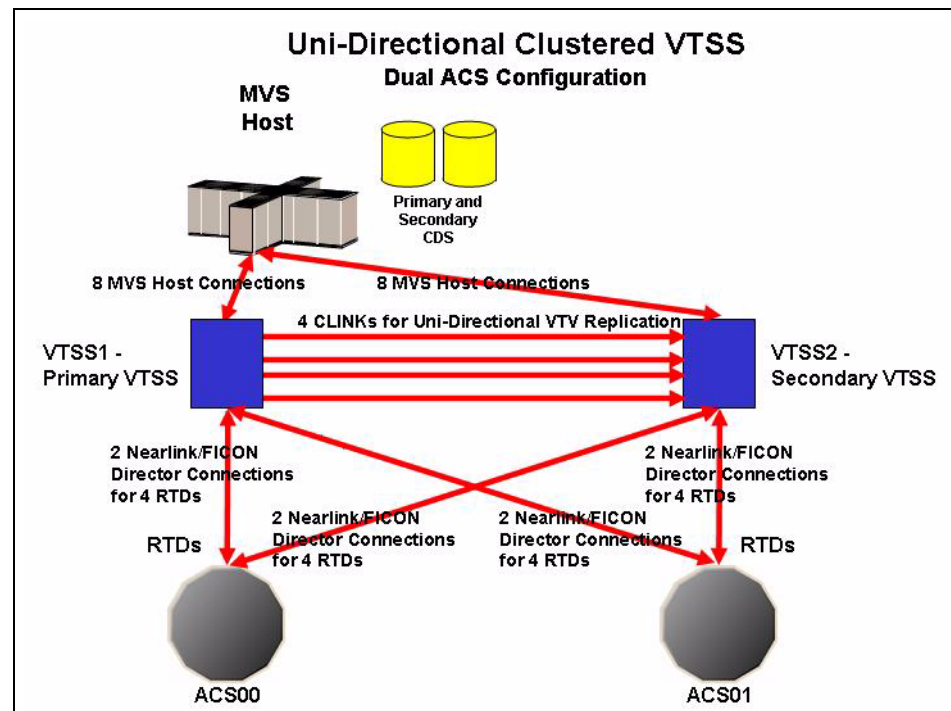 Uni-Directional Clustered VTSS
Dual ACS Configuration
MVS
Host
Primary and
Secondary
CDS
8 MVS Host Connections
8 MVS Host Connections
4 CLINKs for Uni-Directional VTV Replication
VTSS1 -
Primary VTSS
VTSS2 -
Secondary VTSS
2 Nearlink/FICON
Director Connections
for 4 RTDs
2 Nearlink/FICON
Director Connections
for 4 RTDs
2 Nearlink/FICON
Director Connections
for 4 RTDs
2 Nearlink/FICON
Director Connections
for 4 RTDs
RTDs
RTDs
ACS00
ACS01